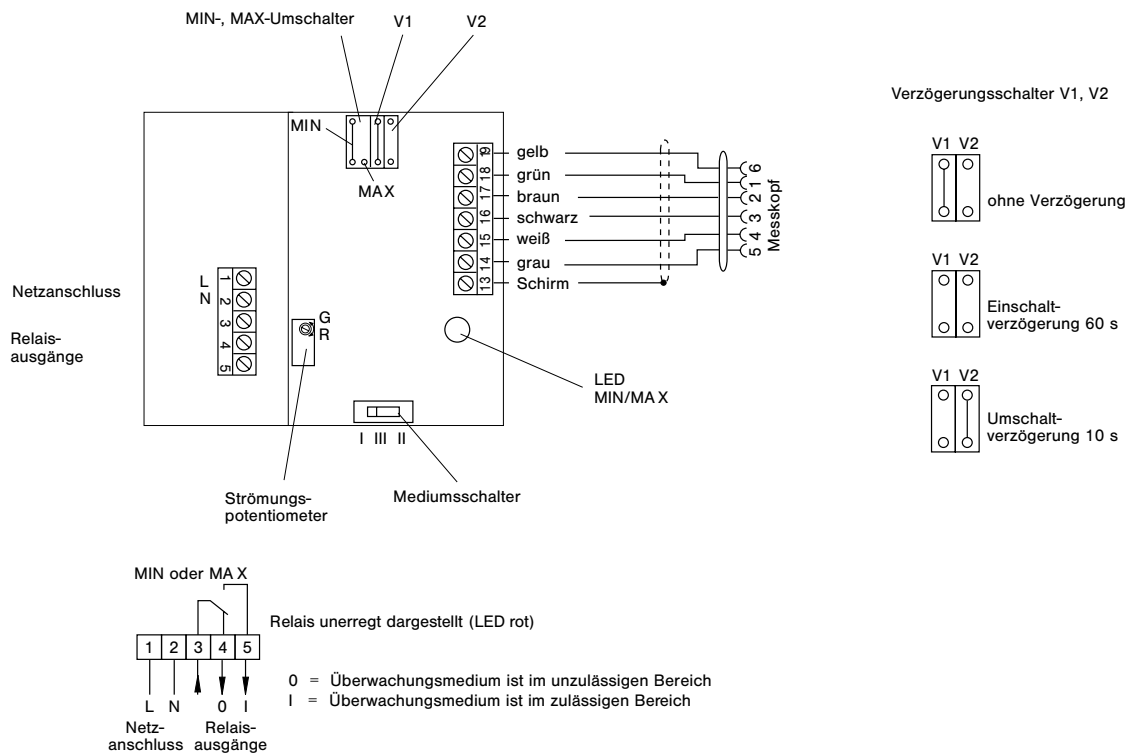 MIN-, MAX-Umschalter V1 V2
MIN
MAX
19 gelb
18 grün
17 braun
16 schwarz
15 weiß
14 grau
13 Schirm
6
1
2
3
4
5
Messkopf
Netzanschluss
Relais-
ausgänge
L 1
N 2
3
4
5
G
R
LED
MIN/MAX
I III II
Strömungs-
potentiometer
Mediumsschalter
Verzögerungsschalter V1, V2
V1 V2
ohne Verzögerung
V1 V2
Einschalt-
verzögerung 60 s
V1 V2
Umschalt-
verzögerung 10 s
MIN oder MAX
Relais unerregt dargestellt (LED rot)
1 2 3 4 5
L N 0 I
Netz-
anschluss
Relais-
ausgänge
0 = Überwachungsmedium ist im unzulässigen Bereich
I = Überwachungsmedium ist im zulässigen Bereich